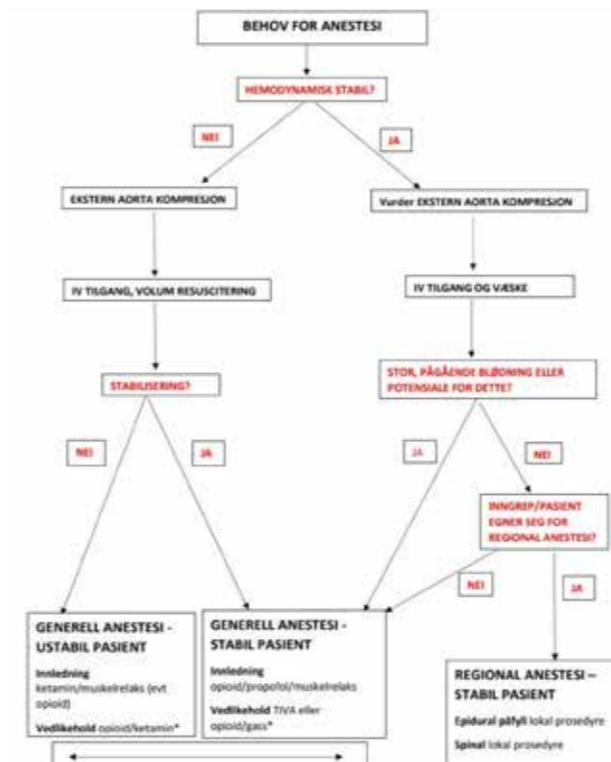 BEHOV FOR ANESTESI
HEMODYNAMISK STABIL?
NEI
JA
EKSTERN AORTA KOMPRESJON
Vurder EKSTERN AORTA KOMPRESJON
IV TILGANG, VOLUM RESUSCITERING
IV TILGANG OG VÆSKE
STABILISERING?
STOR, PÅGÅENDE BLØDNING ELLER
POTENSIALE FOR DETTE?
NEI
JA
JA
NEI
INNGREP/PASIENT
EGNER SEG FOR
REGIONAL ANESTESI?
NEI
JA
GENERELL ANESTESI -
USTABIL PASIENT
Innledning
ketamin/muskelrelaks (evt
opioid)
Vedlikehold opioid/ketamin*
GENERELL ANESTESI -
STABIL PASIENT
Innledning
opioid/propofol/muskelrelaks
Vedlikehold TIVA eller
opioid/gass*
REGIONAL ANESTESI –
STABIL PASIENT
Epidural påfyll lokal prosedyre
Spinal lokal prosedyre